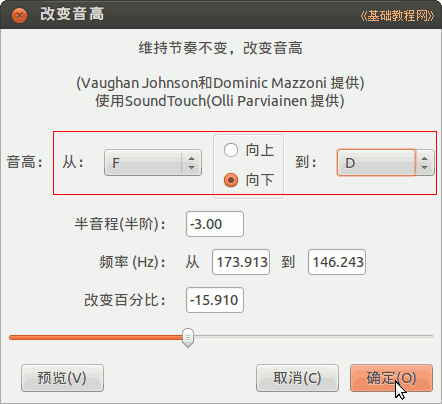 改变音高
《基础教程网》
维持节奏不变，改变音高
(Vaughan Johnson和Dominic Mazzoni 提供)
使用SoundTouch(Olli Parviainen 提供)
音高： 从： F 向上 向下 到： D
半音程(半阶)： -3.00
频率 (Hz)： 从 173.913 到 146.243
改变百分比： -15.910
预览(V) 取消(C) 确定(O)